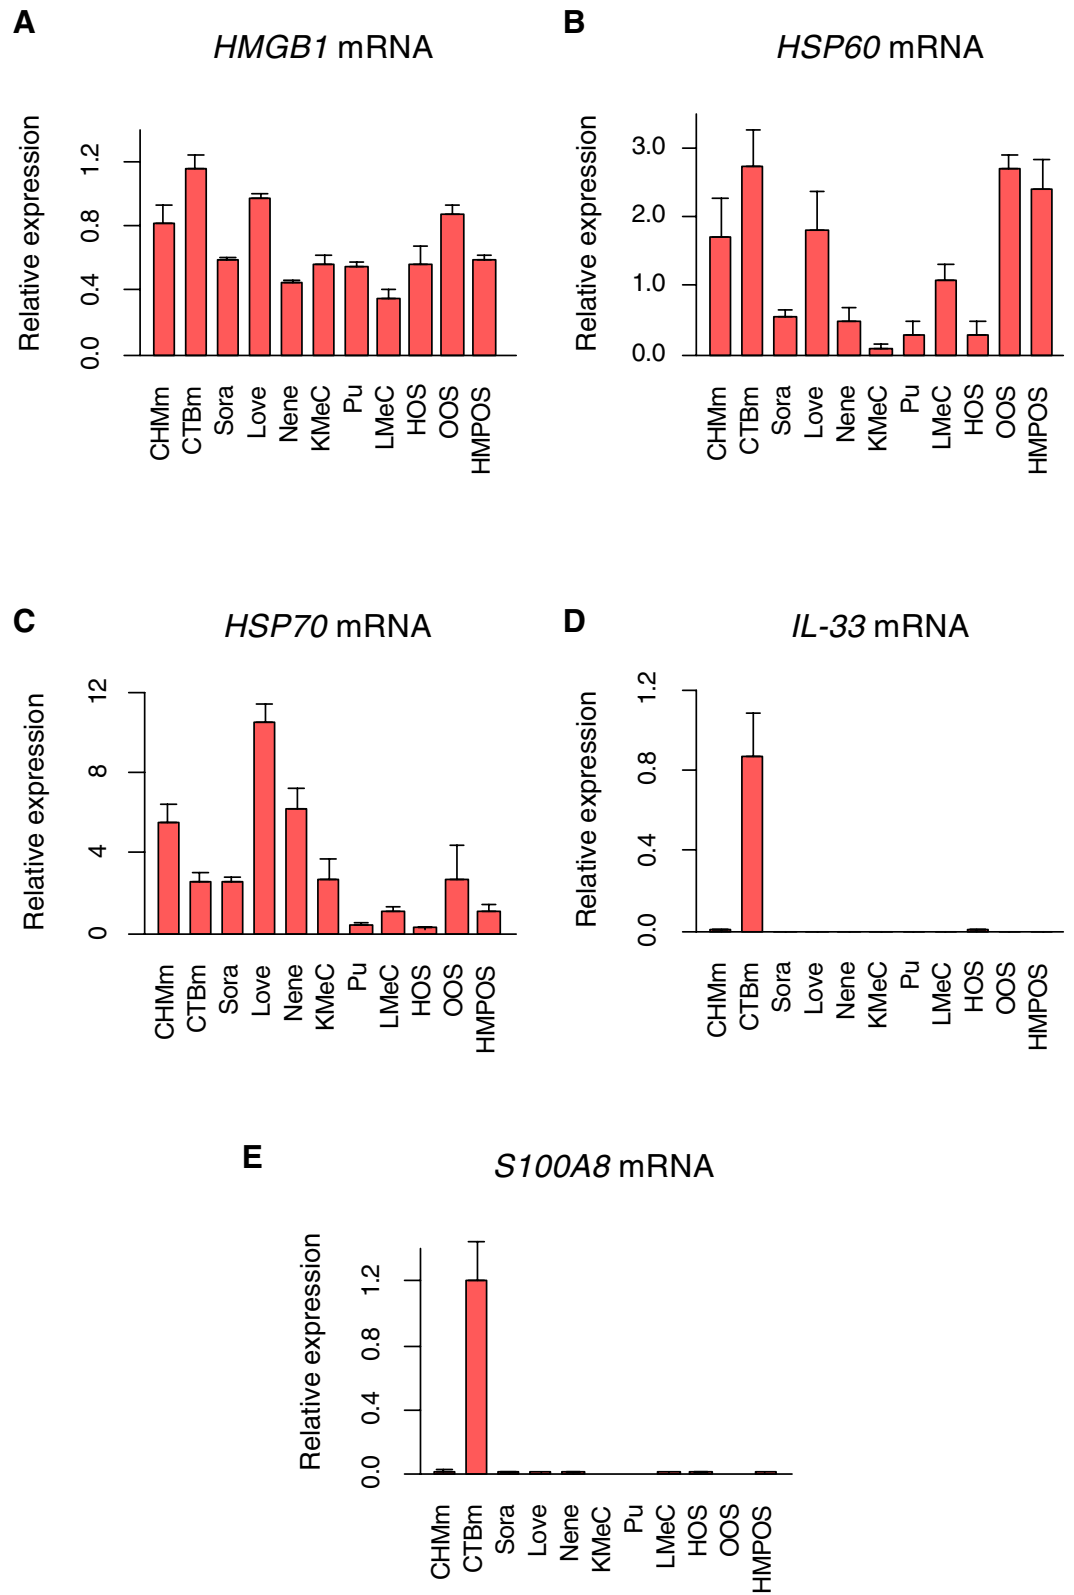 A
HMGB1 mRNA
Relative expression
1.2
0.8
0.4
0.0
CHMm
CTBm
Sora
Love
Nene
KMeC
Pu
LMeC
HOS
OOS
HMPOS
B
HSP60 mRNA
Relative expression
3.0
2.0
1.0
0.0
CHMm
CTBm
Sora
Love
Nene
KMeC
Pu
LMeC
HOS
OOS
HMPOS
C
HSP70 mRNA
Relative expression
12
8
4
0
CHMm
CTBm
Sora
Love
Nene
KMeC
Pu
LMeC
HOS
OOS
HMPOS
D
IL-33 mRNA
Relative expression
1.2
0.8
0.4
0.0
CHMm
CTBm
Sora
Love
Nene
KMeC
Pu
LMeC
HOS
OOS
HMPOS
E
S100A8 mRNA
Relative expression
1.2
0.8
0.4
0.0
CHMm
CTBm
Sora
Love
Nene
KMeC
Pu
LMeC
HOS
OOS
HMPOS